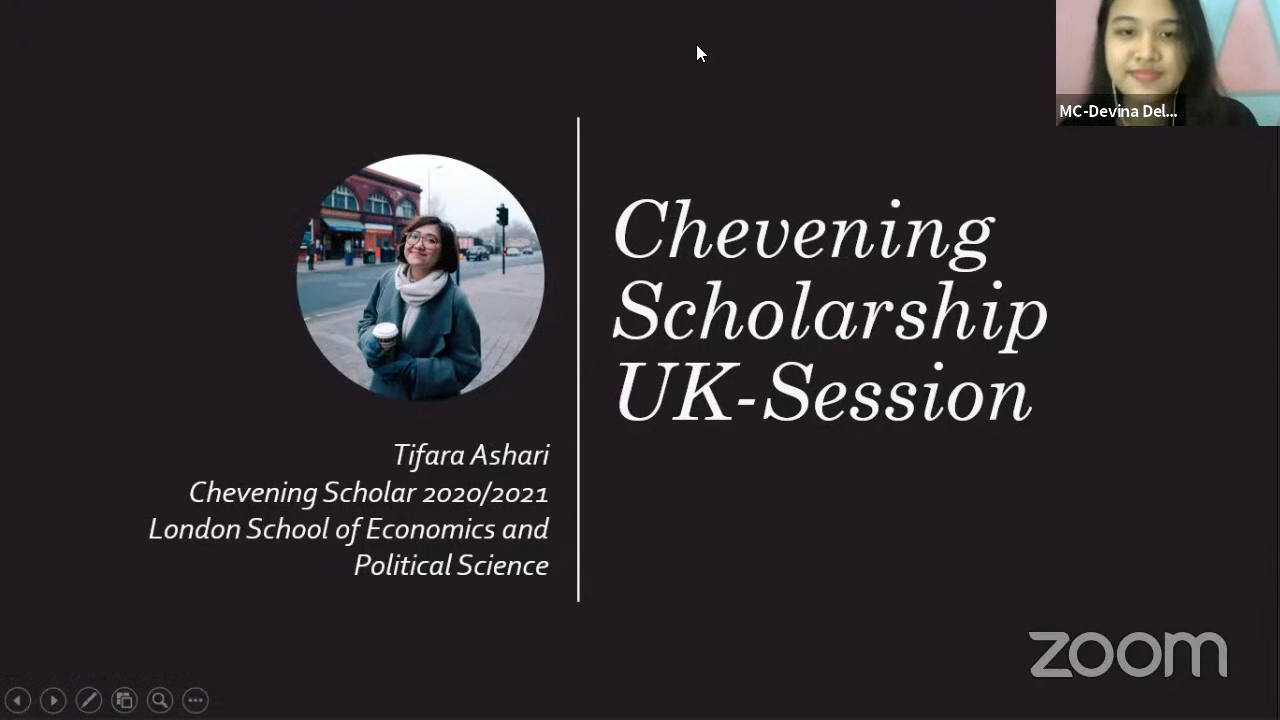 MC-Devina Del...
Chevening
Scholarship
UK-Session
Tifara Ashari
Chevening Scholar 2020/2021
London School of Economics and
Political Science
zoom